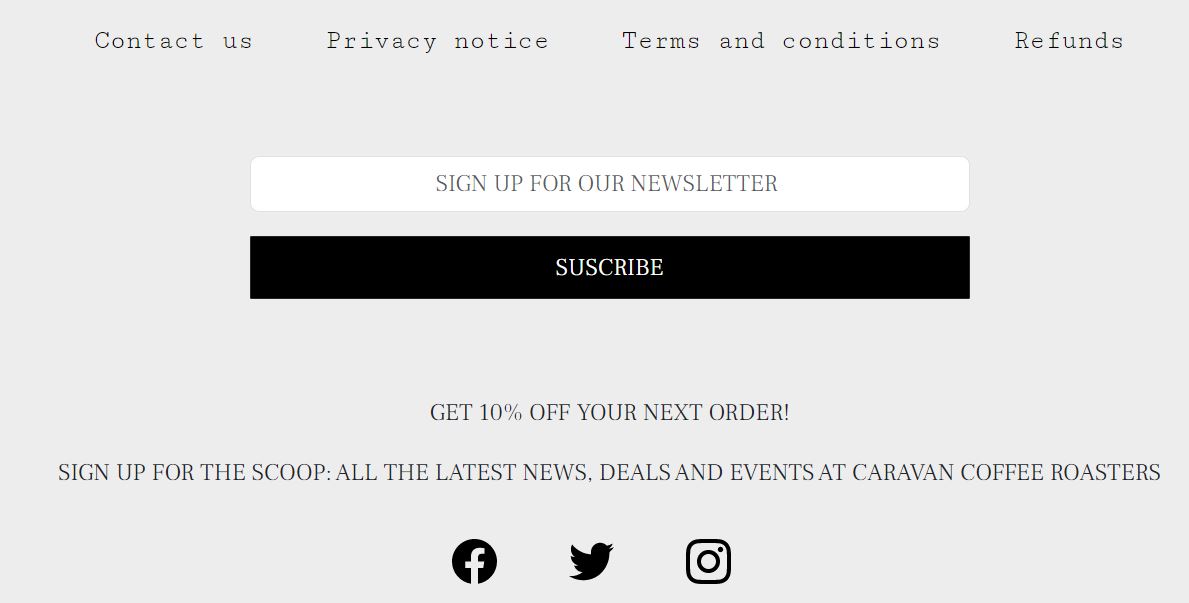 Contact us Privacy notice Terms and conditions Refunds
SIGN UP FOR OUR NEWSLETTER
SUSCRIBE
GET 10% OFF YOUR NEXT ORDER!
SIGN UP FOR THE SCOOP: ALL THE LATEST NEWS, DEALS AND EVENTS AT CARAVAN COFFEE ROASTERS